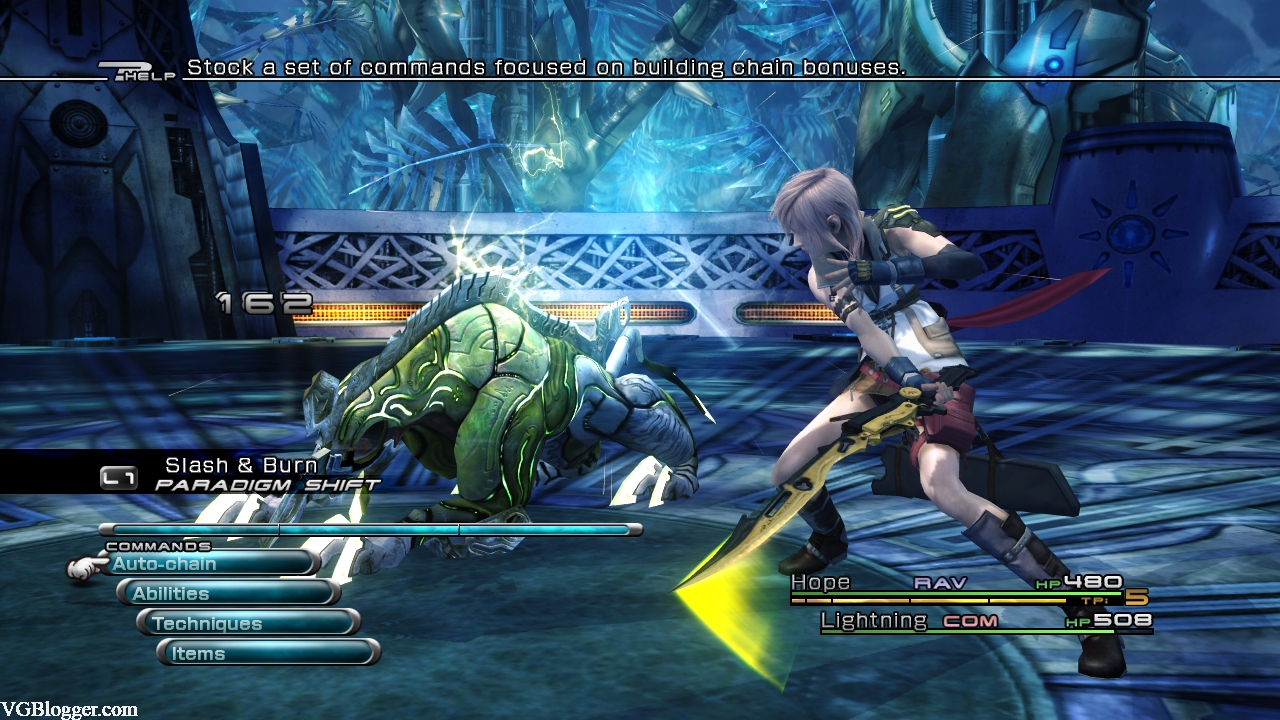 ?HELP Stock a set of commands focused on building chain bonuses.
162
L1 Slash & Burn
PARADIGM SHIFT
COMMANDS
Auto-chain
Abilities
Techniques
Items
Hope RAV HP 480
TP: 5
Lightning COM HP 508
VGBlogger.com